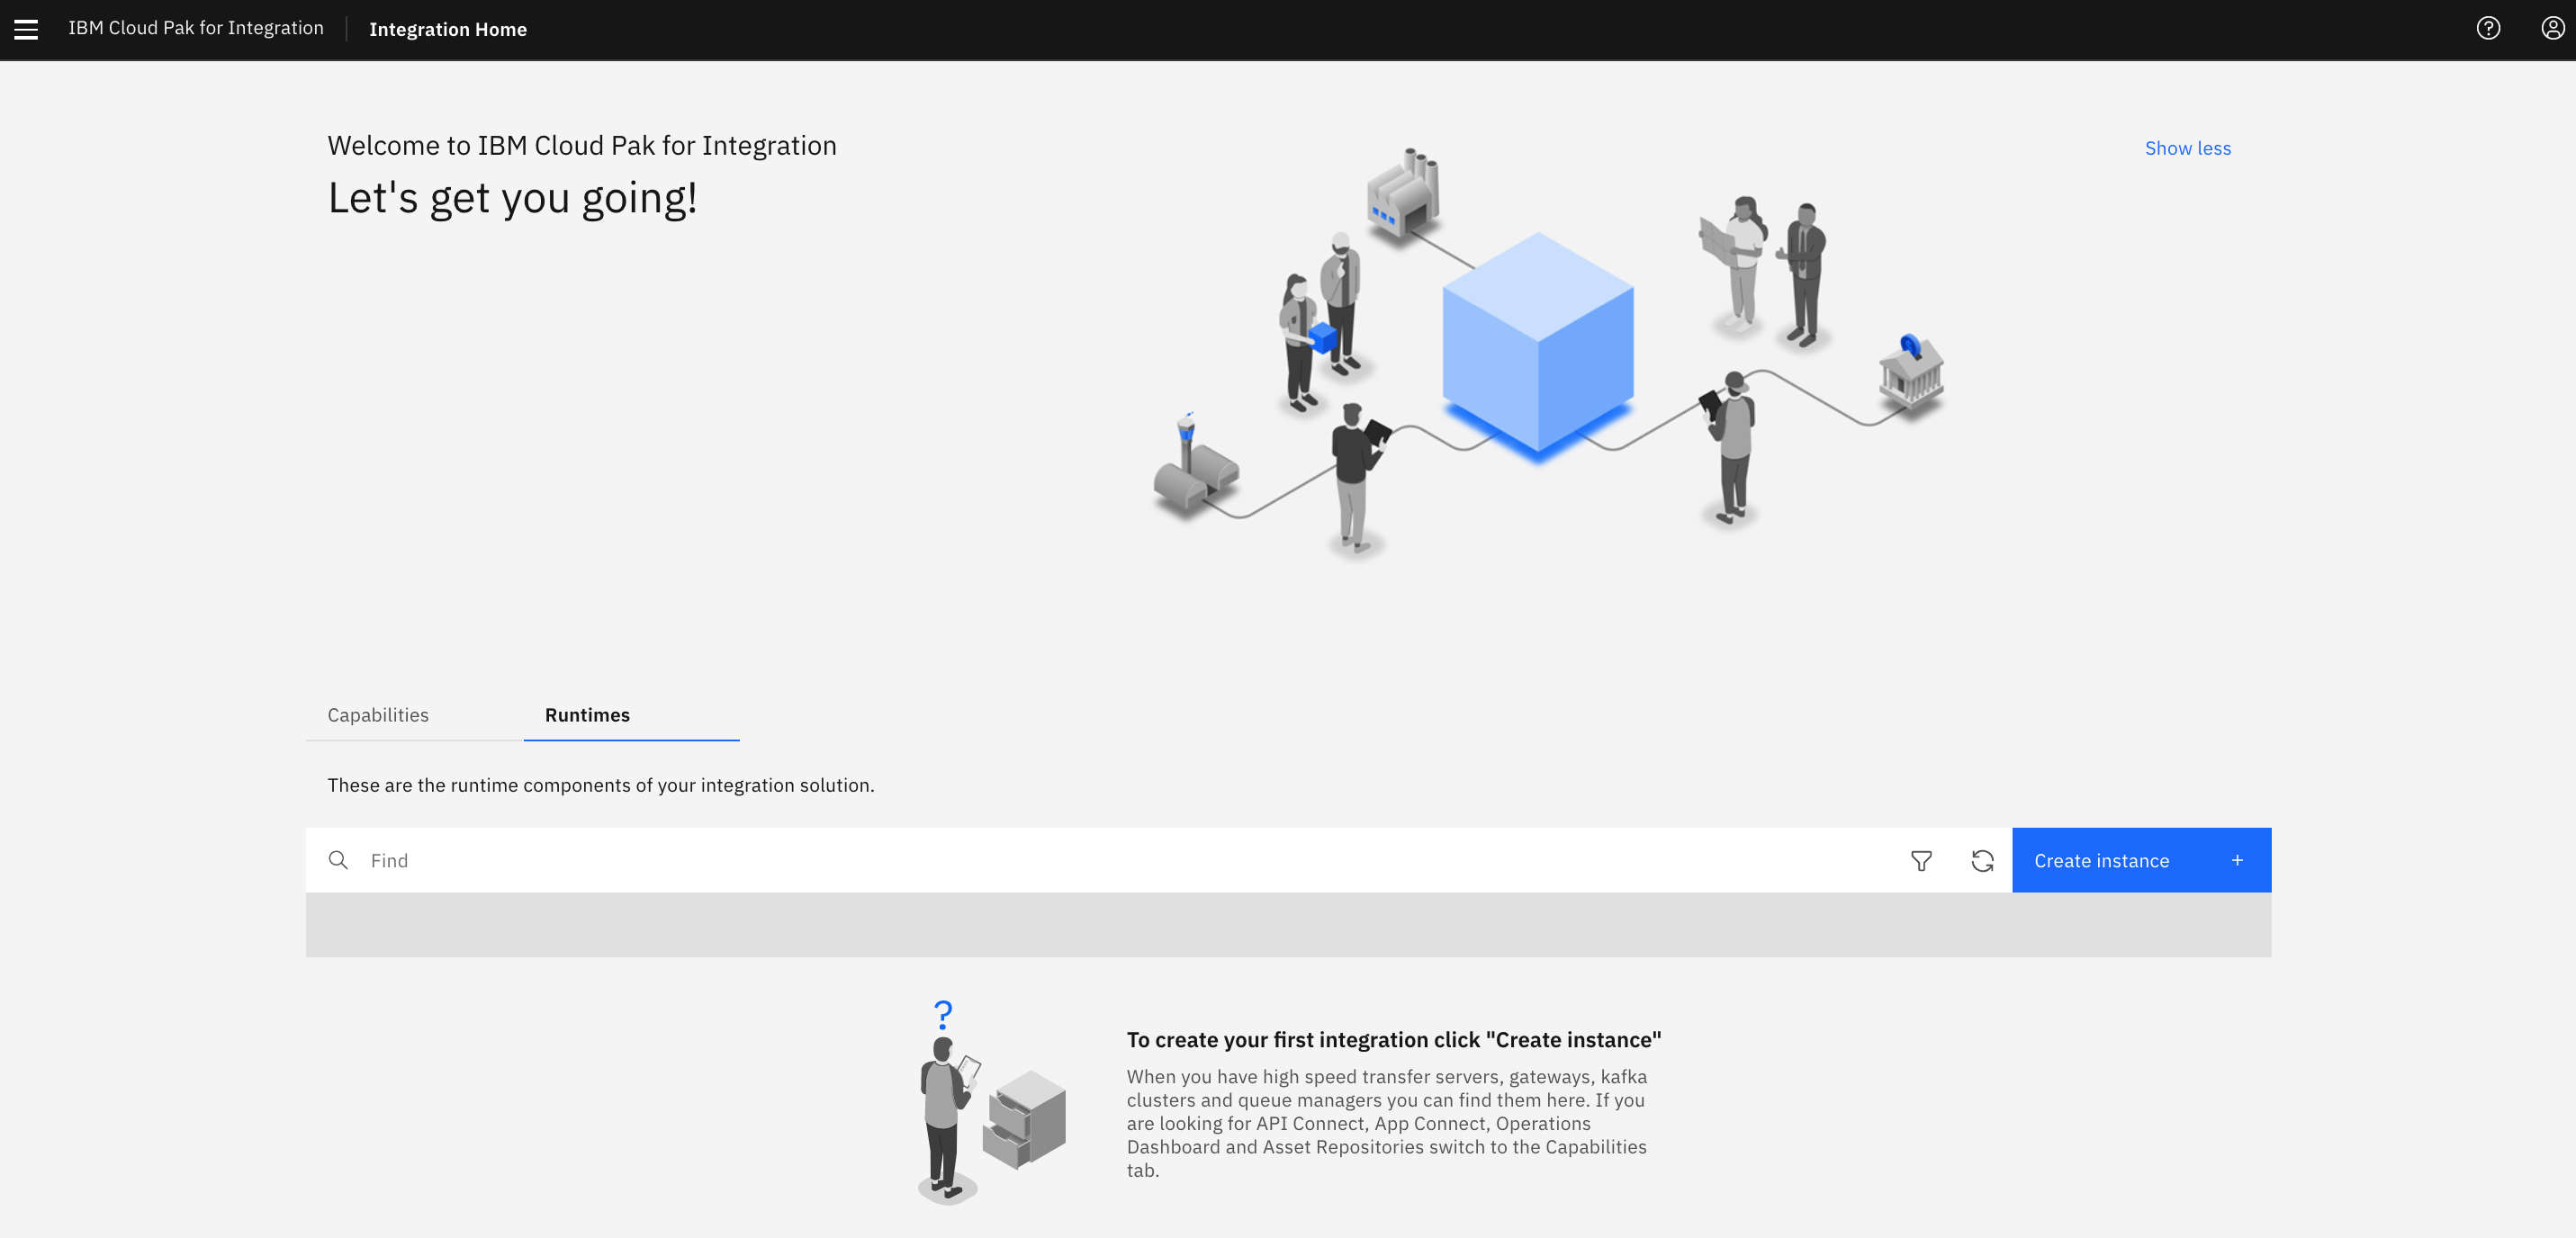 IBM Cloud Pak for Integration
Integration Home
Welcome to IBM Cloud Pak for Integration
Let's get you going!
Show less
Capabilities
Runtimes
These are the runtime components of your integration solution.
Find
Create instance +
?
To create your first integration click "Create instance"
When you have high speed transfer servers, gateways, kafka
clusters and queue managers you can find them here. If you
are looking for API Connect, App Connect, Operations
Dashboard and Asset Repositories switch to the Capabilities
tab.